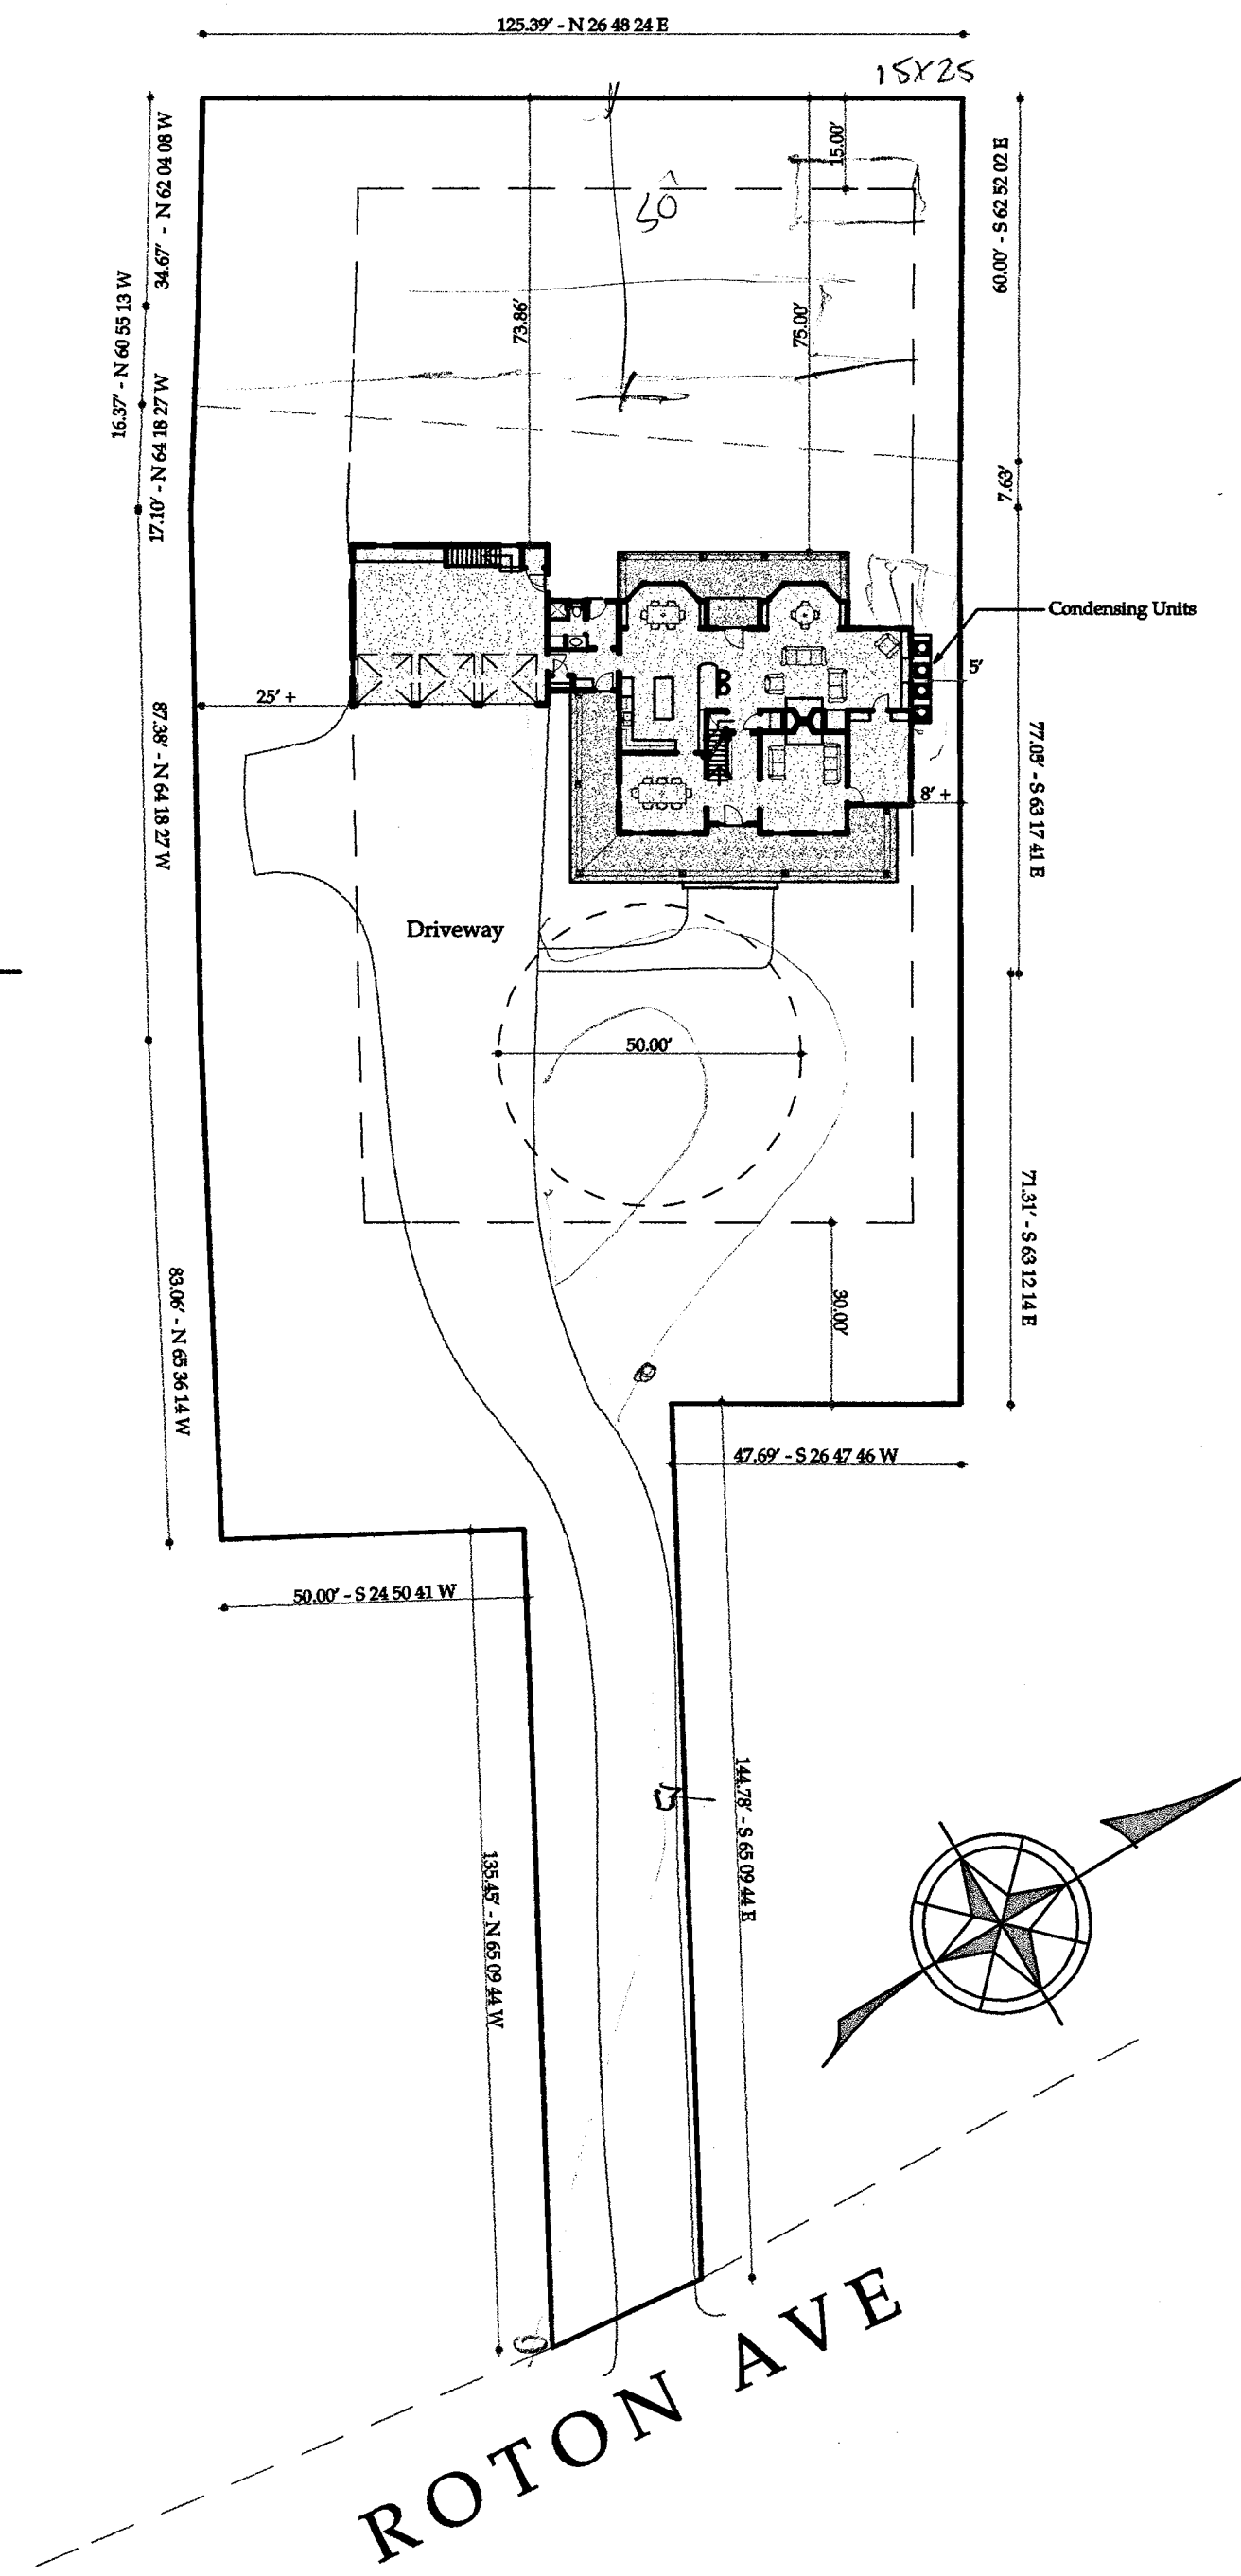 125.39' - N 26 48 24 E
15X25
34.67' - N 62 04 08 W
15.00'
60.00' - S 62 52 02 E
50
16.37' - N 60 55 13 W
73.86'
75.00'
17.10' - N 64 18 27 W
7.63'
Condensing Units
5'
25' +
87.38' - N 64 18 27 W
77.05' - S 63 17 41 E
8' +
Driveway
50.00'
71.31' - S 63 12 14 E
30.00'
83.06' - N 65 36 14 W
47.69' - S 26 47 46 W
50.00' - S 24 50 41 W
144.78' - S 65 09 44 E
135.45' - N 65 09 44 W
ROTON AVE